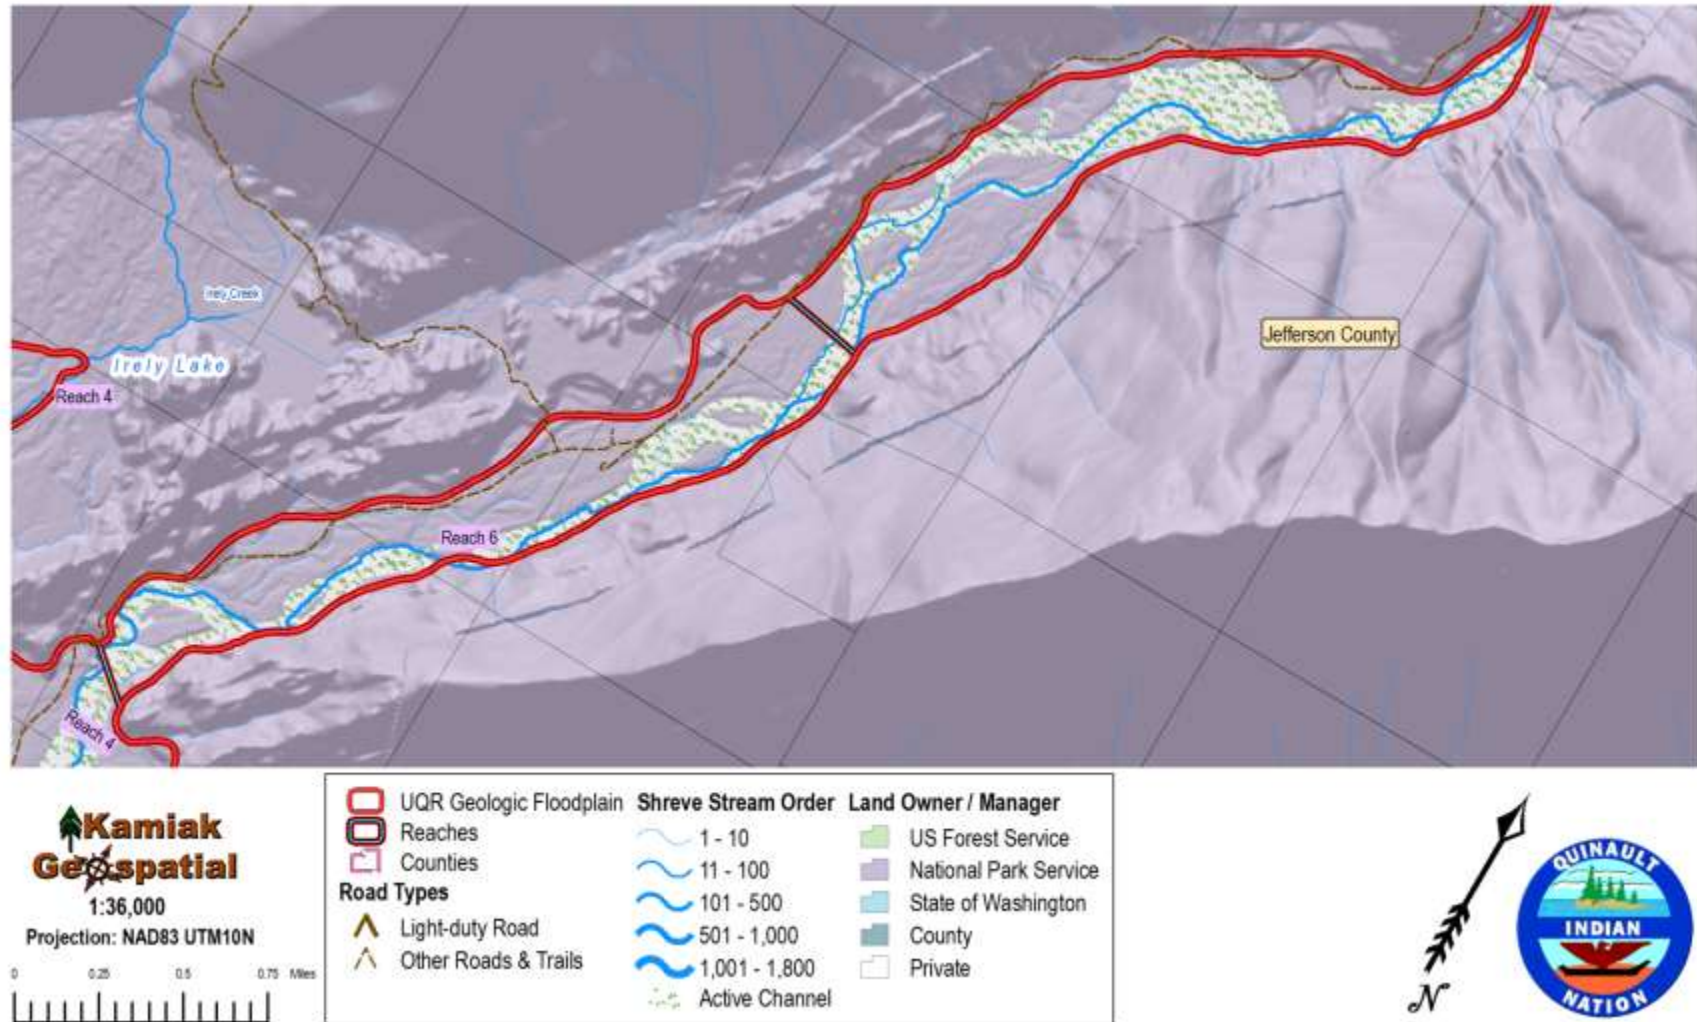 Irely Creek
Irely Lake
Reach 4
Jefferson County
Reach 6
Reach 4
Kamiak
Geospatial
1:36,000
Projection: NAD83 UTM10N
0 0.25 0.5 0.75 Miles
UQR Geologic Floodplain
Reaches
Counties
Road Types
Light-duty Road
Other Roads & Trails
Shreve Stream Order
1 - 10
11 - 100
101 - 500
501 - 1,000
1,001 - 1,800
Active Channel
Land Owner / Manager
US Forest Service
National Park Service
State of Washington
County
Private
N
QUINAULT
INDIAN
NATION